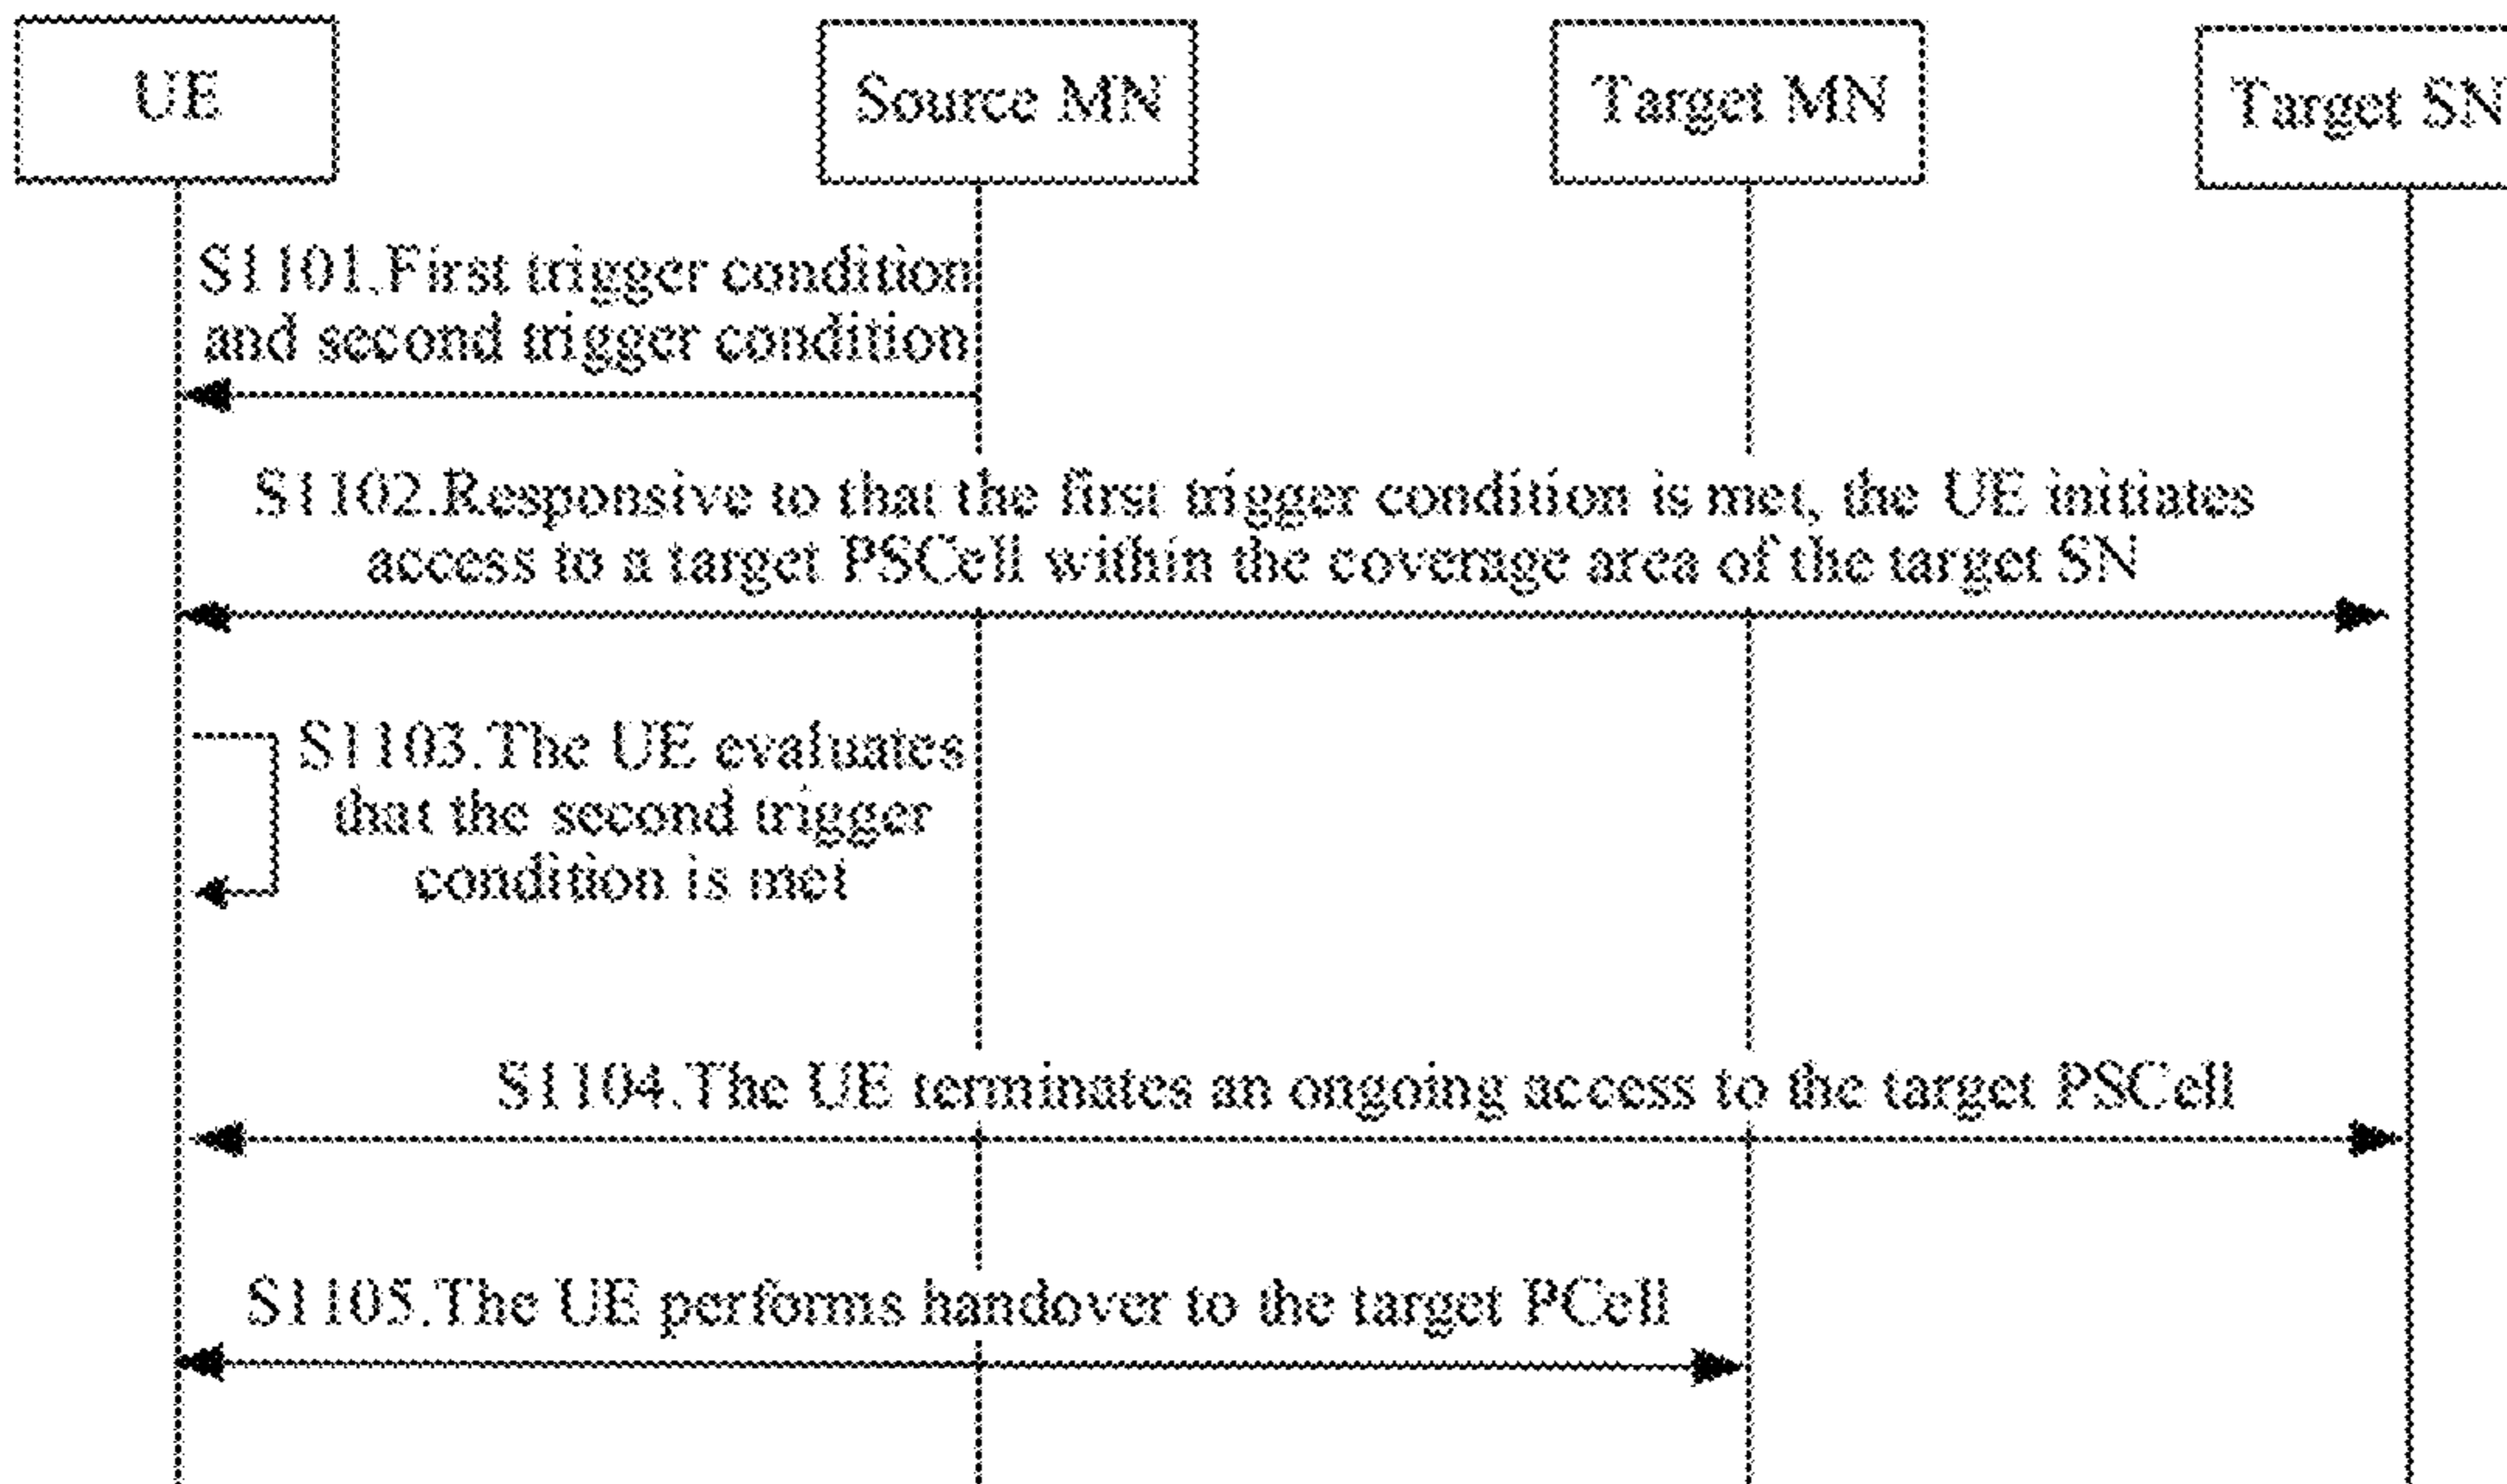 UE
Source MN
Target MN
Target SN
S1101.First trigger condition
and second trigger condition
S1102.Responsive to that the first trigger condition is met, the UE initiates
access to a target PSCell within the coverage area of the target SN
S1103.The UE evaluates
that the second trigger
condition is met
S1104.The UE terminates an ongoing access to the target PSCell
S1105.The UE performs handover to the target PCell